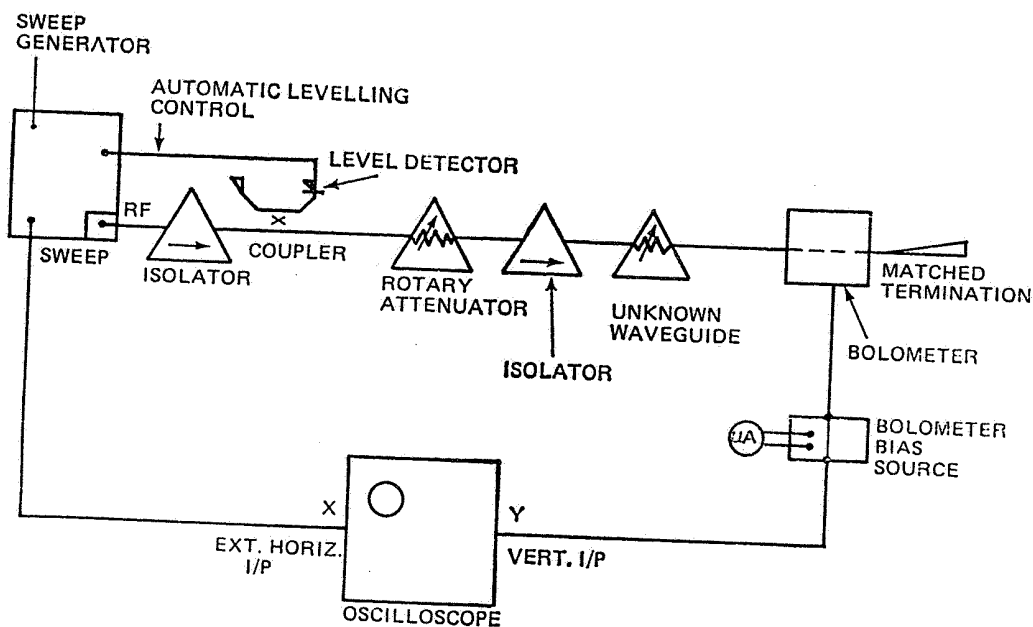 SWEEP
GENERATOR
AUTOMATIC LEVELLING
CONTROL
LEVEL DETECTOR
RF
X
SWEEP
COUPLER
ISOLATOR
ROTARY
ATTENUATOR
ISOLATOR
UNKNOWN
WAVEGUIDE
MATCHED
TERMINATION
BOLOMETER
µA
BOLOMETER
BIAS
SOURCE
X
Y
EXT. HORIZ.
I/P
VERT. I/P
OSCILLOSCOPE